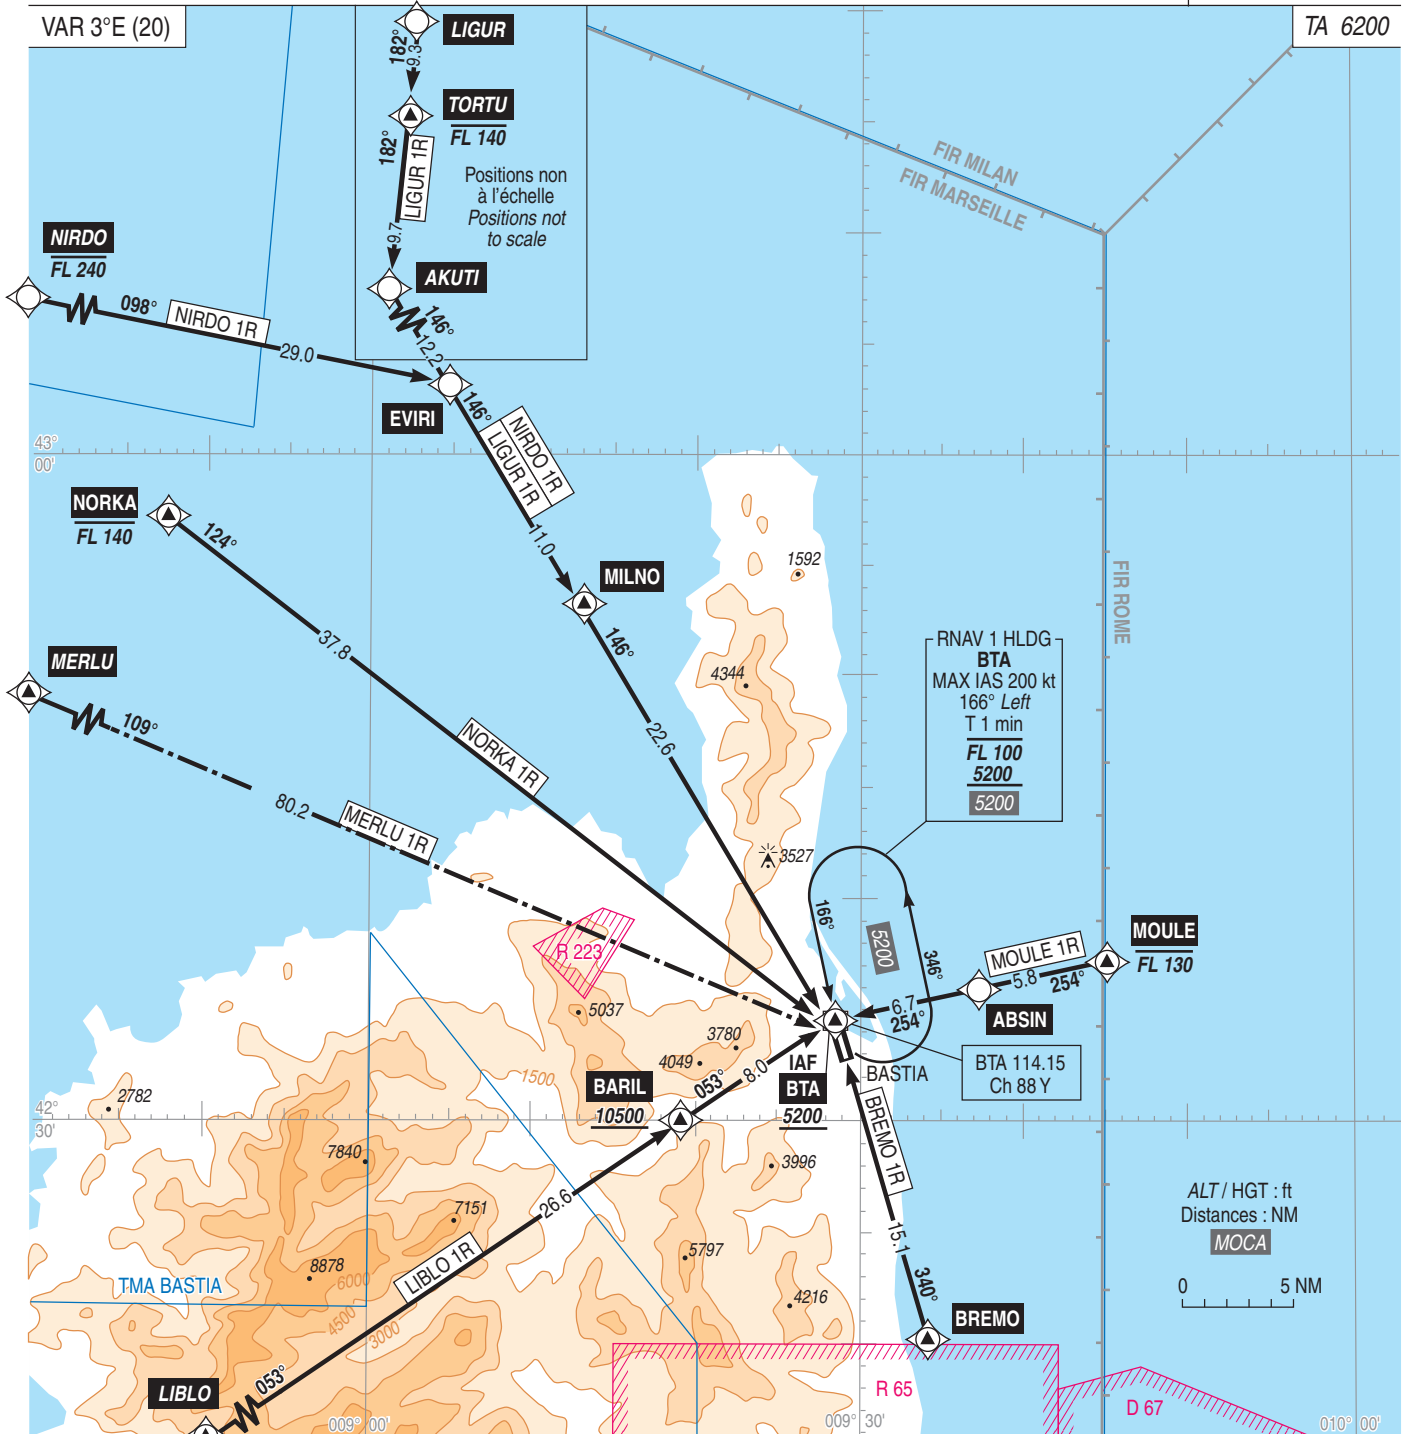 VAR 3°E (20)
TA 6200
LIGUR
182°
9.3
TORTU
FL 140
182°
LIGUR 1R
9.7
Positions non
à l'échelle
Positions not
to scale
AKUTI
146°
12.2
FIR MILAN
FIR MARSEILLE
NIRDO
FL 240
098°
NIRDO 1R
29.0
EVIRI
146°
NIRDO 1R
LIGUR 1R
11.0
43°
00'
NORKA
FL 140
124°
37.8
MILNO
146°
22.6
1592
4344
FIR ROME
RNAV 1 HLDG
BTA
MAX IAS 200 kt
166° Left
T 1 min
FL 100
5200
5200
MERLU
109°
80.2
MERLU 1R
NORKA 1R
3527
166°
5200
346°
MOULE
FL 130
MOULE 1R
5.8
254°
6.7
254°
ABSIN
R 223
5037
3780
4049
1500
BARIL
10500
053°
8.0
IAF
BTA
5200
BASTIA
BTA 114.15
Ch 88 Y
2782
42°
30'
7840
7151
8878
6000
4500
3000
TMA BASTIA
26.6
LIBLO 1R
3996
5797
4216
BREMO 1R
15.1
340°
BREMO
ALT / HGT : ft
Distances : NM
MOCA
0 5 NM
LIBLO
053°
R 65
D 67
009° 00'
009° 30'
010° 00'